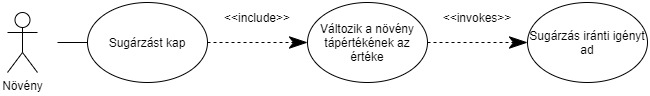 <<include>>
<<invokes>>
Sugárzást kap
Változik a növény
tápértékének az
értéke
Sugárzás iránti igényt
ad
Növény